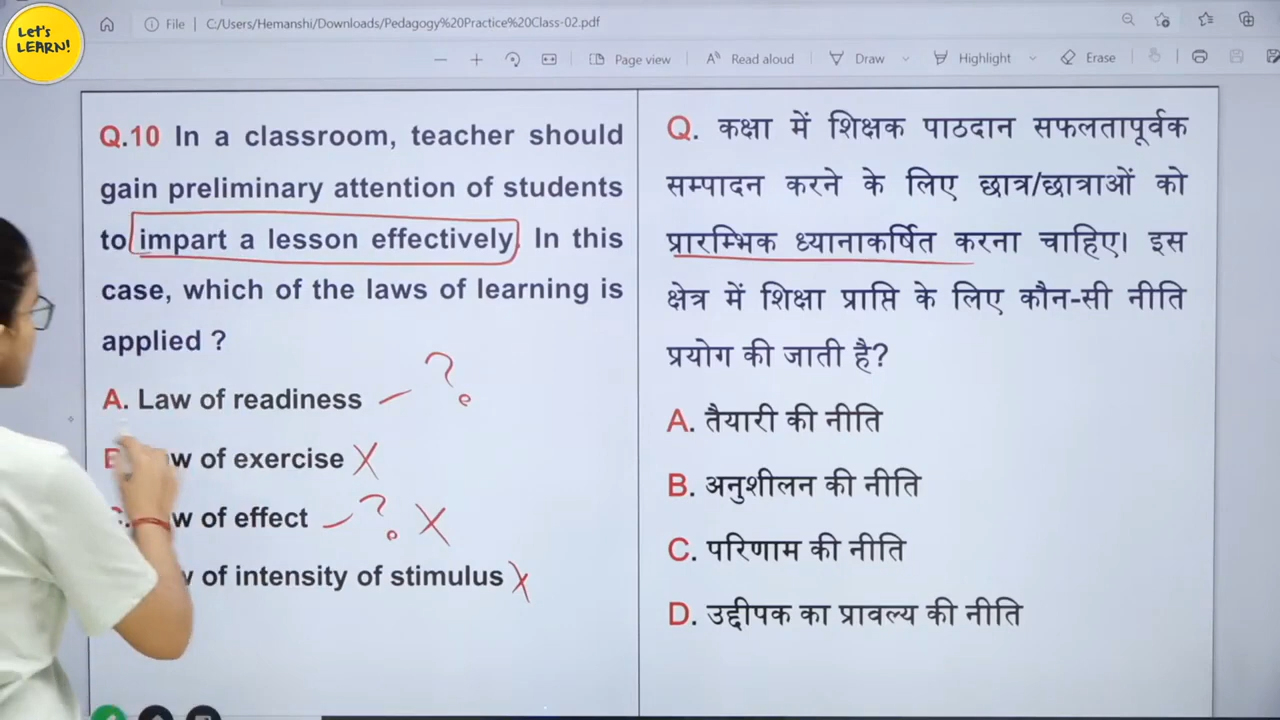 Let's
LEARN!
File | C:/Users/Hemanshi/Downloads/Pedagogy%20Practice%20Class-02.pdf
Page view
Read aloud
Draw
Highlight
Erase
Q.10 In a classroom, teacher should
gain preliminary attention of students
to impart a lesson effectively. In this
case, which of the laws of learning is
applied ?
A. Law of readiness – ?
of exercise X
of effect – ? X
of intensity of stimulus X
Q. कक्षा में शिक्षक पाठदान सफलतापूर्वक
सम्पादन करने के लिए छात्र/छात्राओं को
प्रारम्भिक ध्यानाकर्षित करना चाहिए। इस
क्षेत्र में शिक्षा प्राप्ति के लिए कौन-सी नीति
प्रयोग की जाती है?
A. तैयारी की नीति
B. अनुशीलन की नीति
C. परिणाम की नीति
D. उद्दीपक का प्रावल्य की नीति